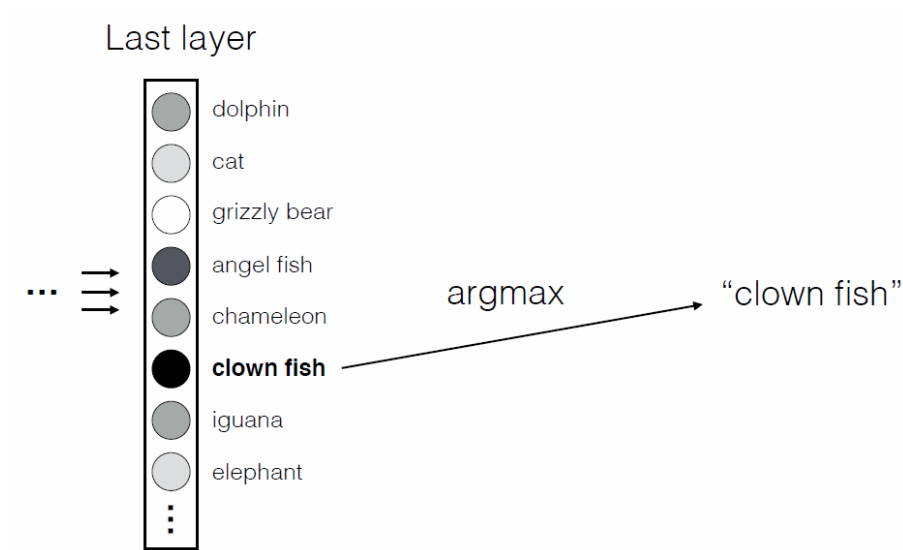 Last layer
dolphin
cat
grizzly bear
angel fish
chameleon
clown fish
iguana
elephant
⋮
...
argmax
“clown fish”